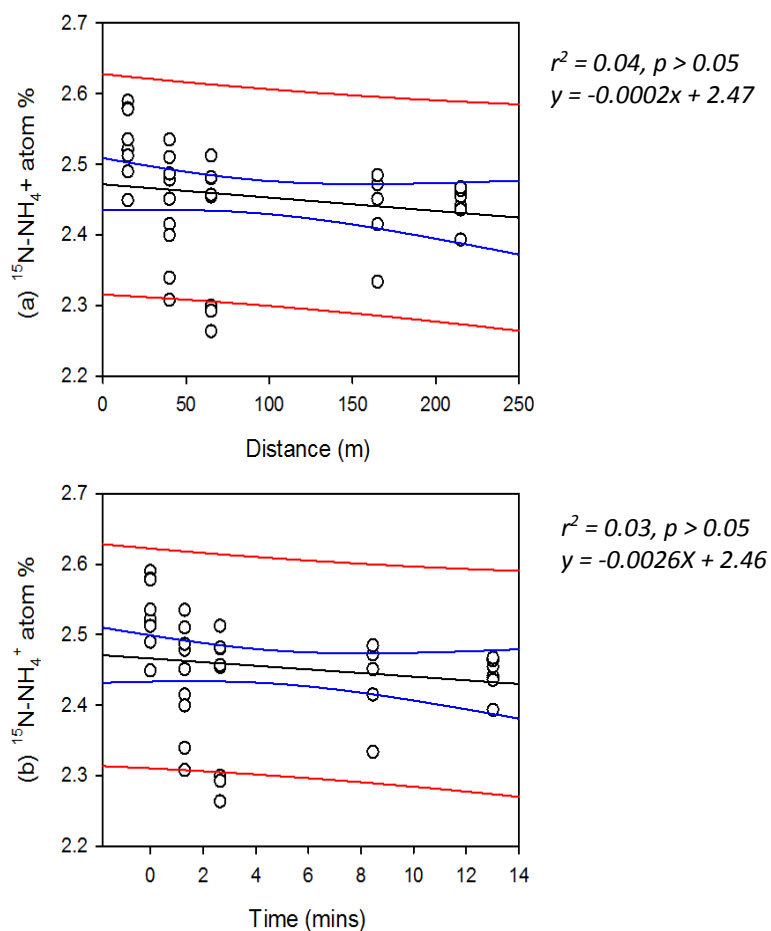 2.7
2.6
2.5
2.4
2.3
2.2
(a) ¹⁵N-NH₄+ atom %
0 50 100 150 200 250
Distance (m)
r² = 0.04, p > 0.05
y = -0.0002x + 2.47
2.7
2.6
2.5
2.4
2.3
2.2
(b) ¹⁵N-NH₄⁺ atom %
0 2 4 6 8 10 12 14
Time (mins)
r² = 0.03, p > 0.05
y = -0.0026X + 2.46